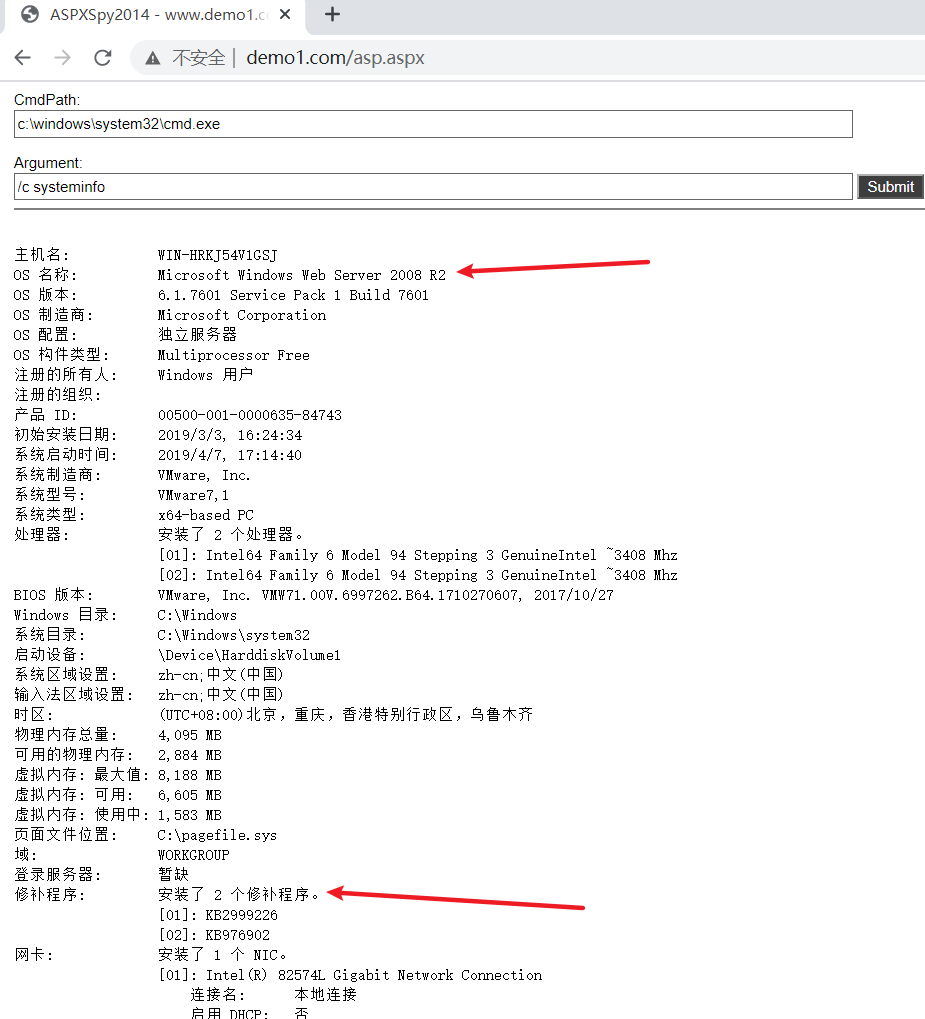 ASPXSpy2014 - www.demo1.c
不安全 | demo1.com/asp.aspx
CmdPath:
c:\windows\system32\cmd.exe
Argument:
/c systeminfo
Submit
主机名: WIN-HRKJ54V1GSJ
OS 名称: Microsoft Windows Web Server 2008 R2
OS 版本: 6.1.7601 Service Pack 1 Build 7601
OS 制造商: Microsoft Corporation
OS 配置: 独立服务器
OS 构件类型: Multiprocessor Free
注册的所有人: Windows 用户
注册的组织:
产品 ID: 00500-001-0000635-84743
初始安装日期: 2019/3/3, 16:24:34
系统启动时间: 2019/4/7, 17:14:40
系统制造商: VMware, Inc.
系统型号: VMware7,1
系统类型: x64-based PC
处理器: 安装了 2 个处理器。
[01]: Intel64 Family 6 Model 94 Stepping 3 GenuineIntel ~3408 Mhz
[02]: Intel64 Family 6 Model 94 Stepping 3 GenuineIntel ~3408 Mhz
BIOS 版本: VMware, Inc. VMW71.00V.6997262.B64.1710270607, 2017/10/27
Windows 目录: C:\Windows
系统目录: C:\Windows\system32
启动设备: \Device\HarddiskVolume1
系统区域设置: zh-cn;中文(中国)
输入法区域设置: zh-cn;中文(中国)
时区: (UTC+08:00)北京，重庆，香港特别行政区，乌鲁木齐
物理内存总量: 4,095 MB
可用的物理内存: 2,884 MB
虚拟内存: 最大值: 8,188 MB
虚拟内存: 可用: 6,605 MB
虚拟内存: 使用中: 1,583 MB
页面文件位置: C:\pagefile.sys
域: WORKGROUP
登录服务器: 暂缺
修补程序: 安装了 2 个修补程序。
[01]: KB2999226
[02]: KB976902
网卡: 安装了 1 个 NIC。
[01]: Intel(R) 82574L Gigabit Network Connection
连接名: 本地连接
启用 DHCP: 否